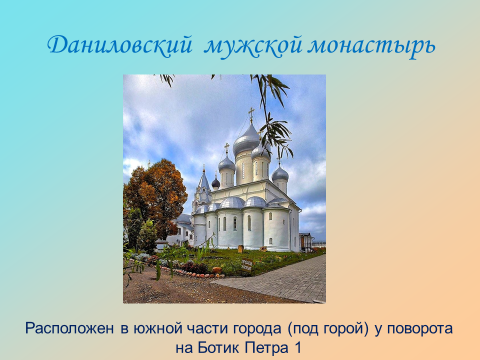 Даниловский мужской монастырь
Расположен в южной части города (под горой) у поворота
на Ботик Петра 1